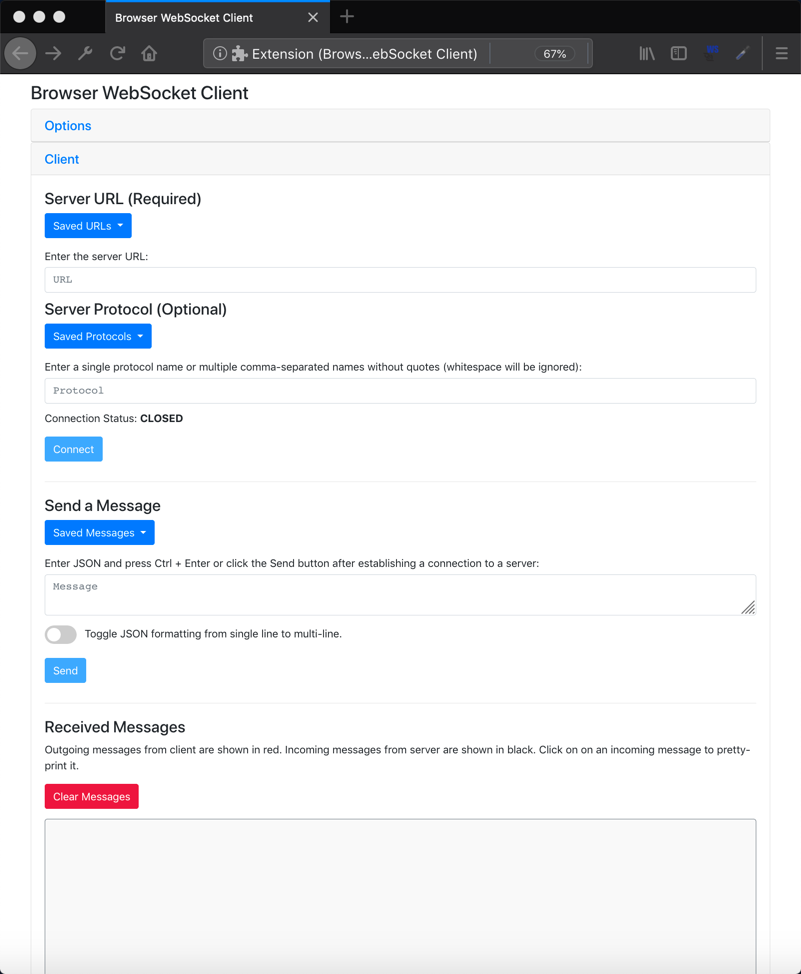 Browser WebSocket Client
Extension (Brows...ebSocket Client)
67%
Browser WebSocket Client
Options
Client
Server URL (Required)
Saved URLs
Enter the server URL:
URL
Server Protocol (Optional)
Saved Protocols
Enter a single protocol name or multiple comma-separated names without quotes (whitespace will be ignored):
Protocol
Connection Status: CLOSED
Connect
Send a Message
Saved Messages
Enter JSON and press Ctrl + Enter or click the Send button after establishing a connection to a server:
Message
Toggle JSON formatting from single line to multi-line.
Send
Received Messages
Outgoing messages from client are shown in red. Incoming messages from server are shown in black. Click on on an incoming message to pretty-
print it.
Clear Messages